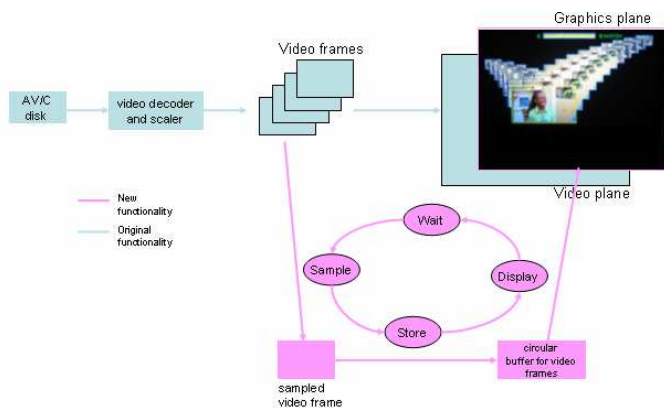 Graphics plane
Video frames
AV/C
disk
video decoder
and scaler
Video plane
New
functionality
Original
functionality
Wait
Sample
Display
Store
sampled
video frame
circular
buffer for video
frames